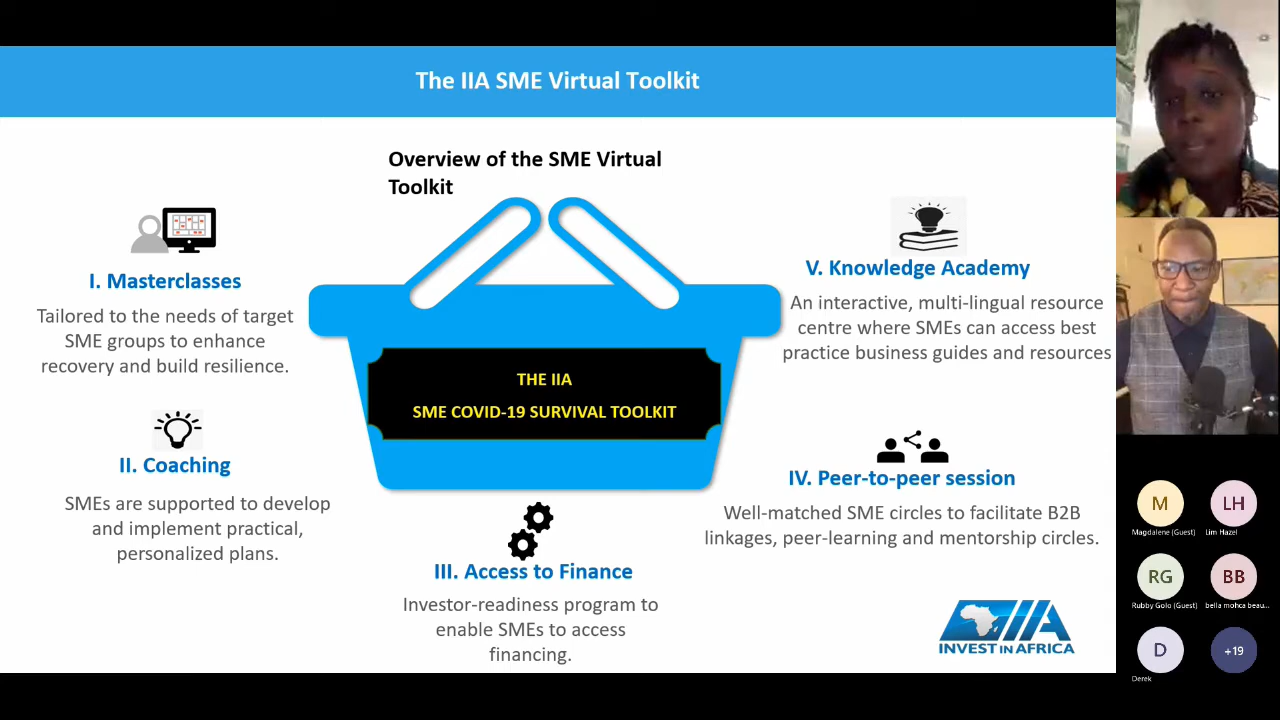 The IIA SME Virtual Toolkit
Overview of the SME Virtual
Toolkit
I. Masterclasses
Tailored to the needs of target
SME groups to enhance
recovery and build resilience.
II. Coaching
SMEs are supported to develop
and implement practical,
personalized plans.
THE IIA
SME COVID-19 SURVIVAL TOOLKIT
III. Access to Finance
Investor-readiness program to
enable SMEs to access
financing.
V. Knowledge Academy
An interactive, multi-lingual resource
centre where SMEs can access best
practice business guides and resources
IV. Peer-to-peer session
Well-matched SME circles to facilitate B2B
linkages, peer-learning and mentorship circles.
IIA
INVEST IN AFRICA
M
Magdalene (Guest)
LH
Lim Hazel
RG
Rubby Golo (Guest)
BB
bella mohca beau...
D
Derek
+19